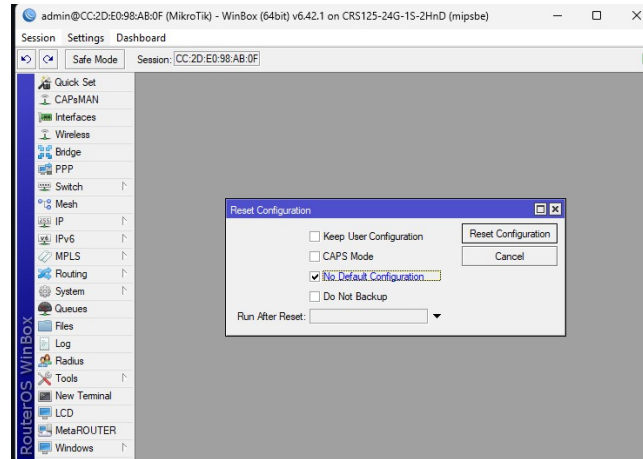 admin@CC:2D:E0:98:AB:0F (MikroTik) - WinBox (64bit) v6.42.1 on CRS125-24G-1S-2HnD (mipsbe)
Session Settings Dashboard
Safe Mode Session: CC:2D:E0:98:AB:0F
Quick Set
CAPsMAN
Interfaces
Wireless
Bridge
PPP
Switch
Mesh
IP
IPv6
MPLS
Routing
System
Queues
Files
Log
Radius
Tools
New Terminal
LCD
MetaROUTER
Windows
RouterOS WinBox
Reset Configuration
Keep User Configuration
Reset Configuration
CAPS Mode
Cancel
No Default Configuration
Do Not Backup
Run After Reset: